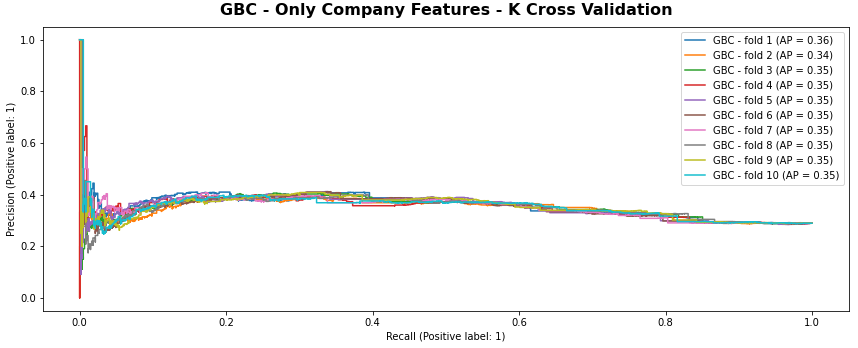 GBC - Only Company Features - K Cross Validation
Precision (Positive label: 1)
1.0
0.8
0.6
0.4
0.2
0.0
GBC - fold 1 (AP = 0.36)
GBC - fold 2 (AP = 0.34)
GBC - fold 3 (AP = 0.35)
GBC - fold 4 (AP = 0.35)
GBC - fold 5 (AP = 0.35)
GBC - fold 6 (AP = 0.35)
GBC - fold 7 (AP = 0.35)
GBC - fold 8 (AP = 0.35)
GBC - fold 9 (AP = 0.35)
GBC - fold 10 (AP = 0.35)
0.0 0.2 0.4 0.6 0.8 1.0
Recall (Positive label: 1)